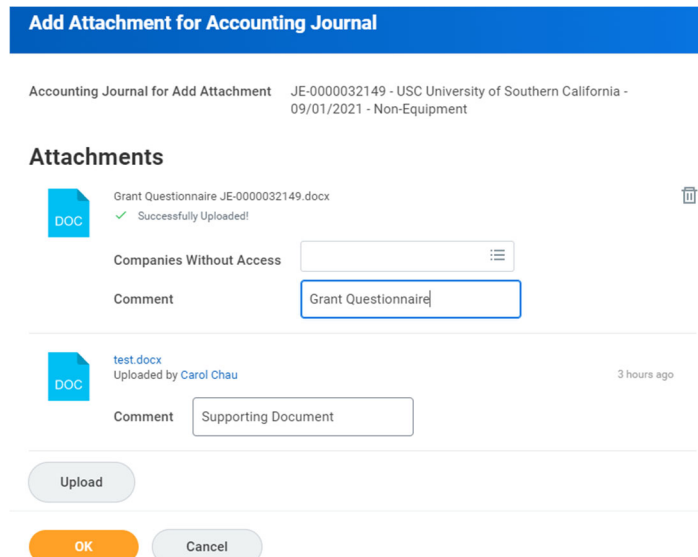 Add Attachment for Accounting Journal
Accounting Journal for Add Attachment JE-0000032149 - USC University of Southern California -
09/01/2021 - Non-Equipment
Attachments
DOC
Grant Questionnaire JE-0000032149.docx
Successfully Uploaded!
Companies Without Access
Comment Grant Questionnaire
DOC
test.docx
Uploaded by Carol Chau 3 hours ago
Comment Supporting Document
Upload
OK Cancel